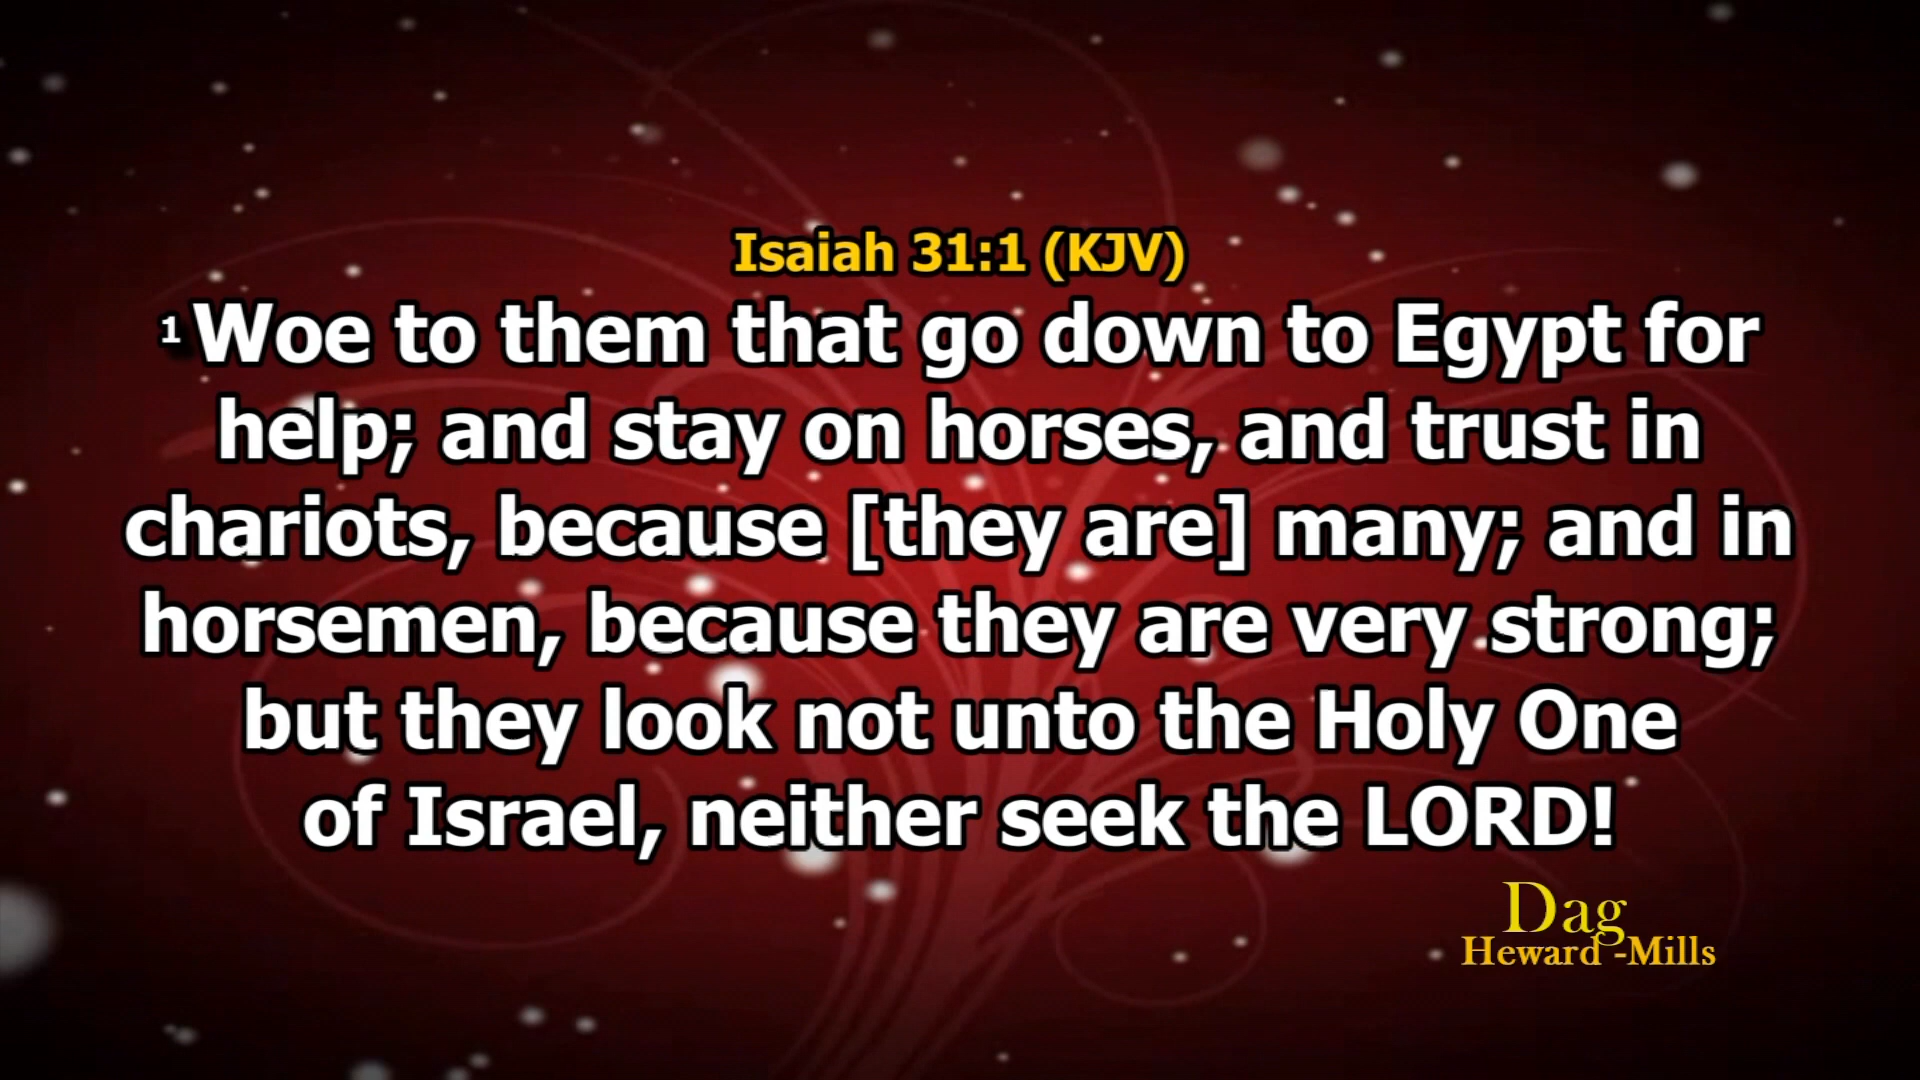 Isaiah 31:1 (KJV)
1 Woe to them that go down to Egypt for
help; and stay on horses, and trust in
chariots, because [they are] many; and in
horsemen, because they are very strong;
but they look not unto the Holy One
of Israel, neither seek the LORD!
Dag
Heward -Mills